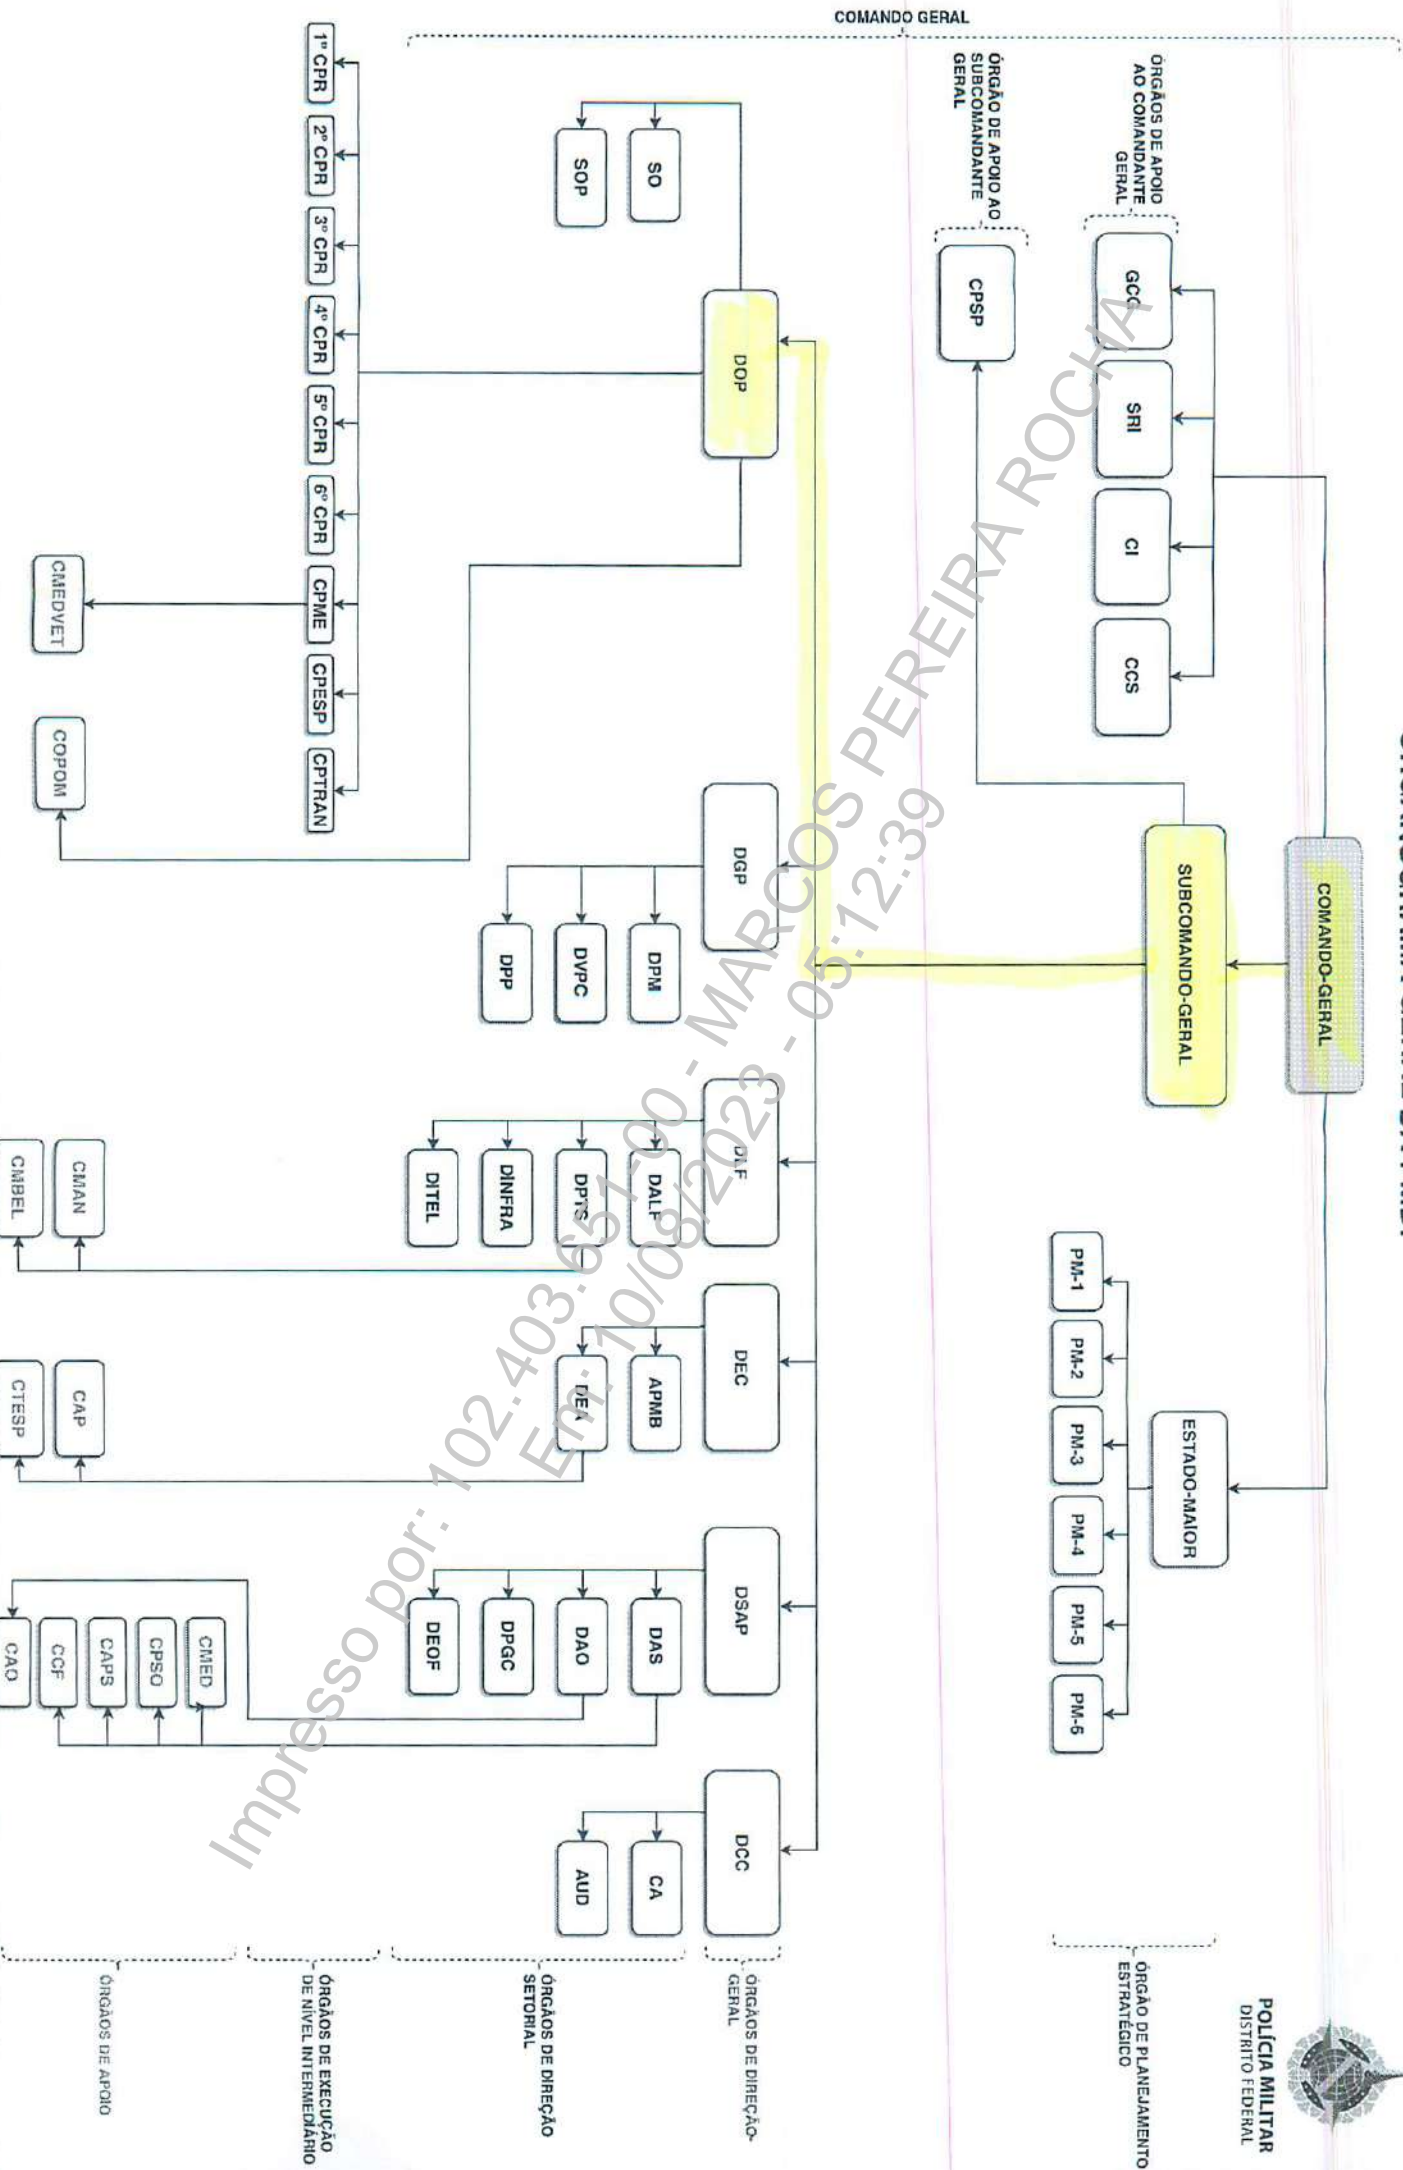 POLÍCIA MILITAR
DISTRITO FEDERAL
COMANDO-GERAL
SUBCOMANDO-GERAL
ESTADO-MAIOR
ÓRGÃOS DE APOIO
AO COMANDANTE
GERAL
GCG
SRI
CI
CCS
PM-1
PM-2
PM-3
PM-4
PM-5
PM-6
ÓRGÃO DE PLANEJAMENTO
ESTRATÉGICO
ÓRGÃO DE APOIO AO
SUBCOMANDANTE
GERAL
CPSP
COMANDO GERAL
DOP
DGP
DLF
DEC
DSAP
DCC
ÓRGÃOS DE DIREÇÃO-
GERAL
SO
DPM
DALF
APMB
DAS
CA
SOP
DVPC
DPTS
DEA
DAO
AUD
DPP
DINFRA
DPGC
DITEL
DEOF
ÓRGÃOS DE DIREÇÃO
SETORIAL
1º CPR
2º CPR
3º CPR
4º CPR
5º CPR
6º CPR
CPME
CPESP
CPTRAN
ÓRGÃOS DE EXECUÇÃO
DE NÍVEL INTERMEDIÁRIO
CMEDVET
COPOM
CMAN
CMBEL
CAP
CTESP
CMED
CPSO
CAPS
CCF
CAO
ÓRGÃOS DE APOIO
Impresso por: 102.403.651-00 - MARCOS PEREIRA ROCHA
Em: 10/08/2023 - 05:12:39